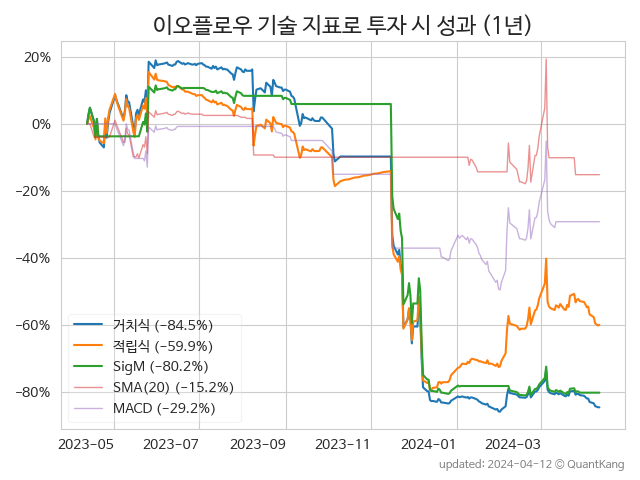 이오플로우 기술 지표로 투자 시 성과 (1년)
20%
0%
−20%
−40%
−60%
−80%
거치식 (−84.5%)
적립식 (−59.9%)
SigM (−80.2%)
SMA(20) (−15.2%)
MACD (−29.2%)
2023-05 2023-07 2023-09 2023-11 2024-01 2024-03
updated: 2024-04-12 © QuantKang